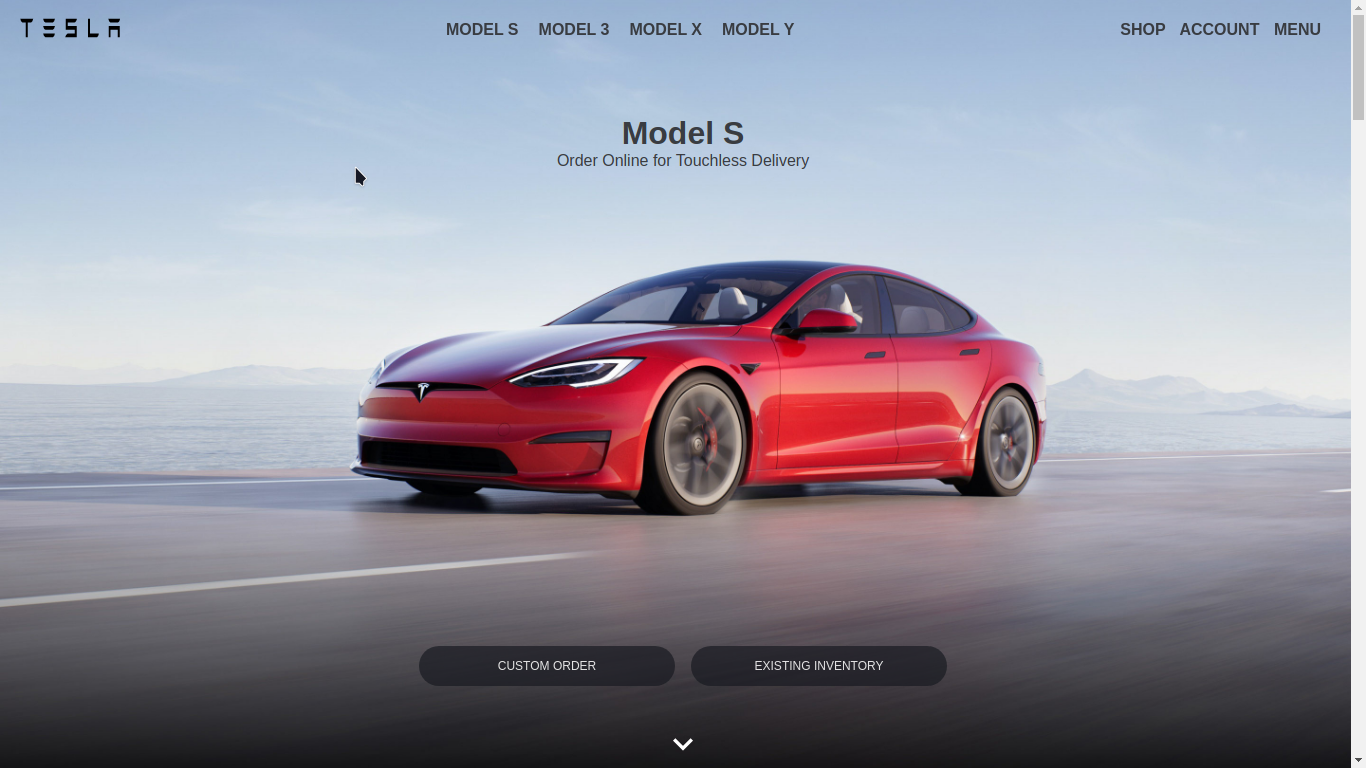 TESLA MODEL S MODEL 3 MODEL X MODEL Y SHOP ACCOUNT MENU
Model S
Order Online for Touchless Delivery
CUSTOM ORDER EXISTING INVENTORY